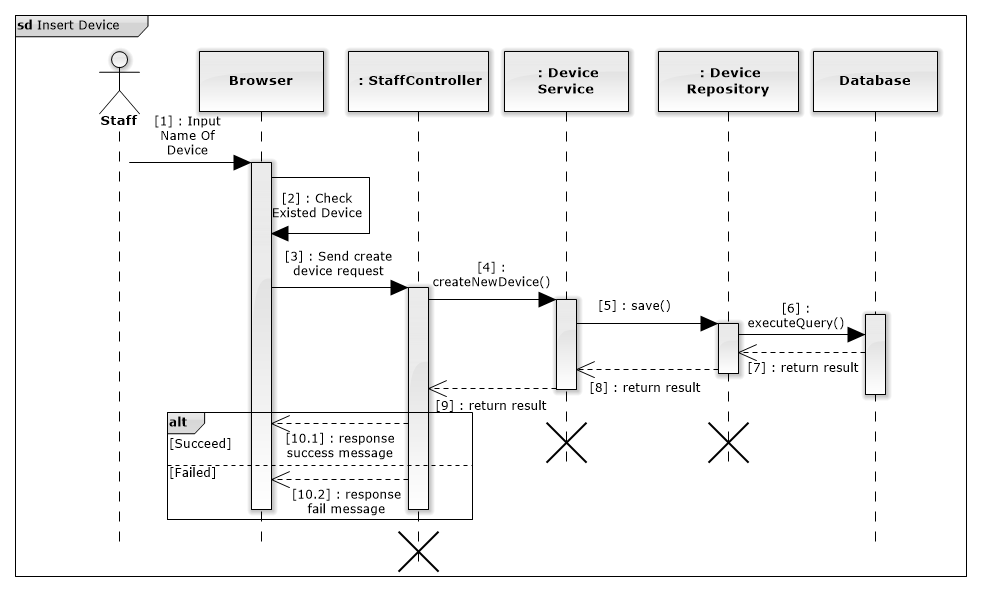 sd Insert Device
Browser
: StaffController
: Device
Service
: Device
Repository
Database
Staff
[1] : Input
Name Of
Device
[2] : Check
Existed Device
[3] : Send create
device request
[4] :
createNewDevice()
[5] : save()
[6] :
executeQuery()
[7] : return result
[8] : return result
[9] : return result
alt
[Succeed]
[10.1] : response
success message
[Failed]
[10.2] : response
fail message